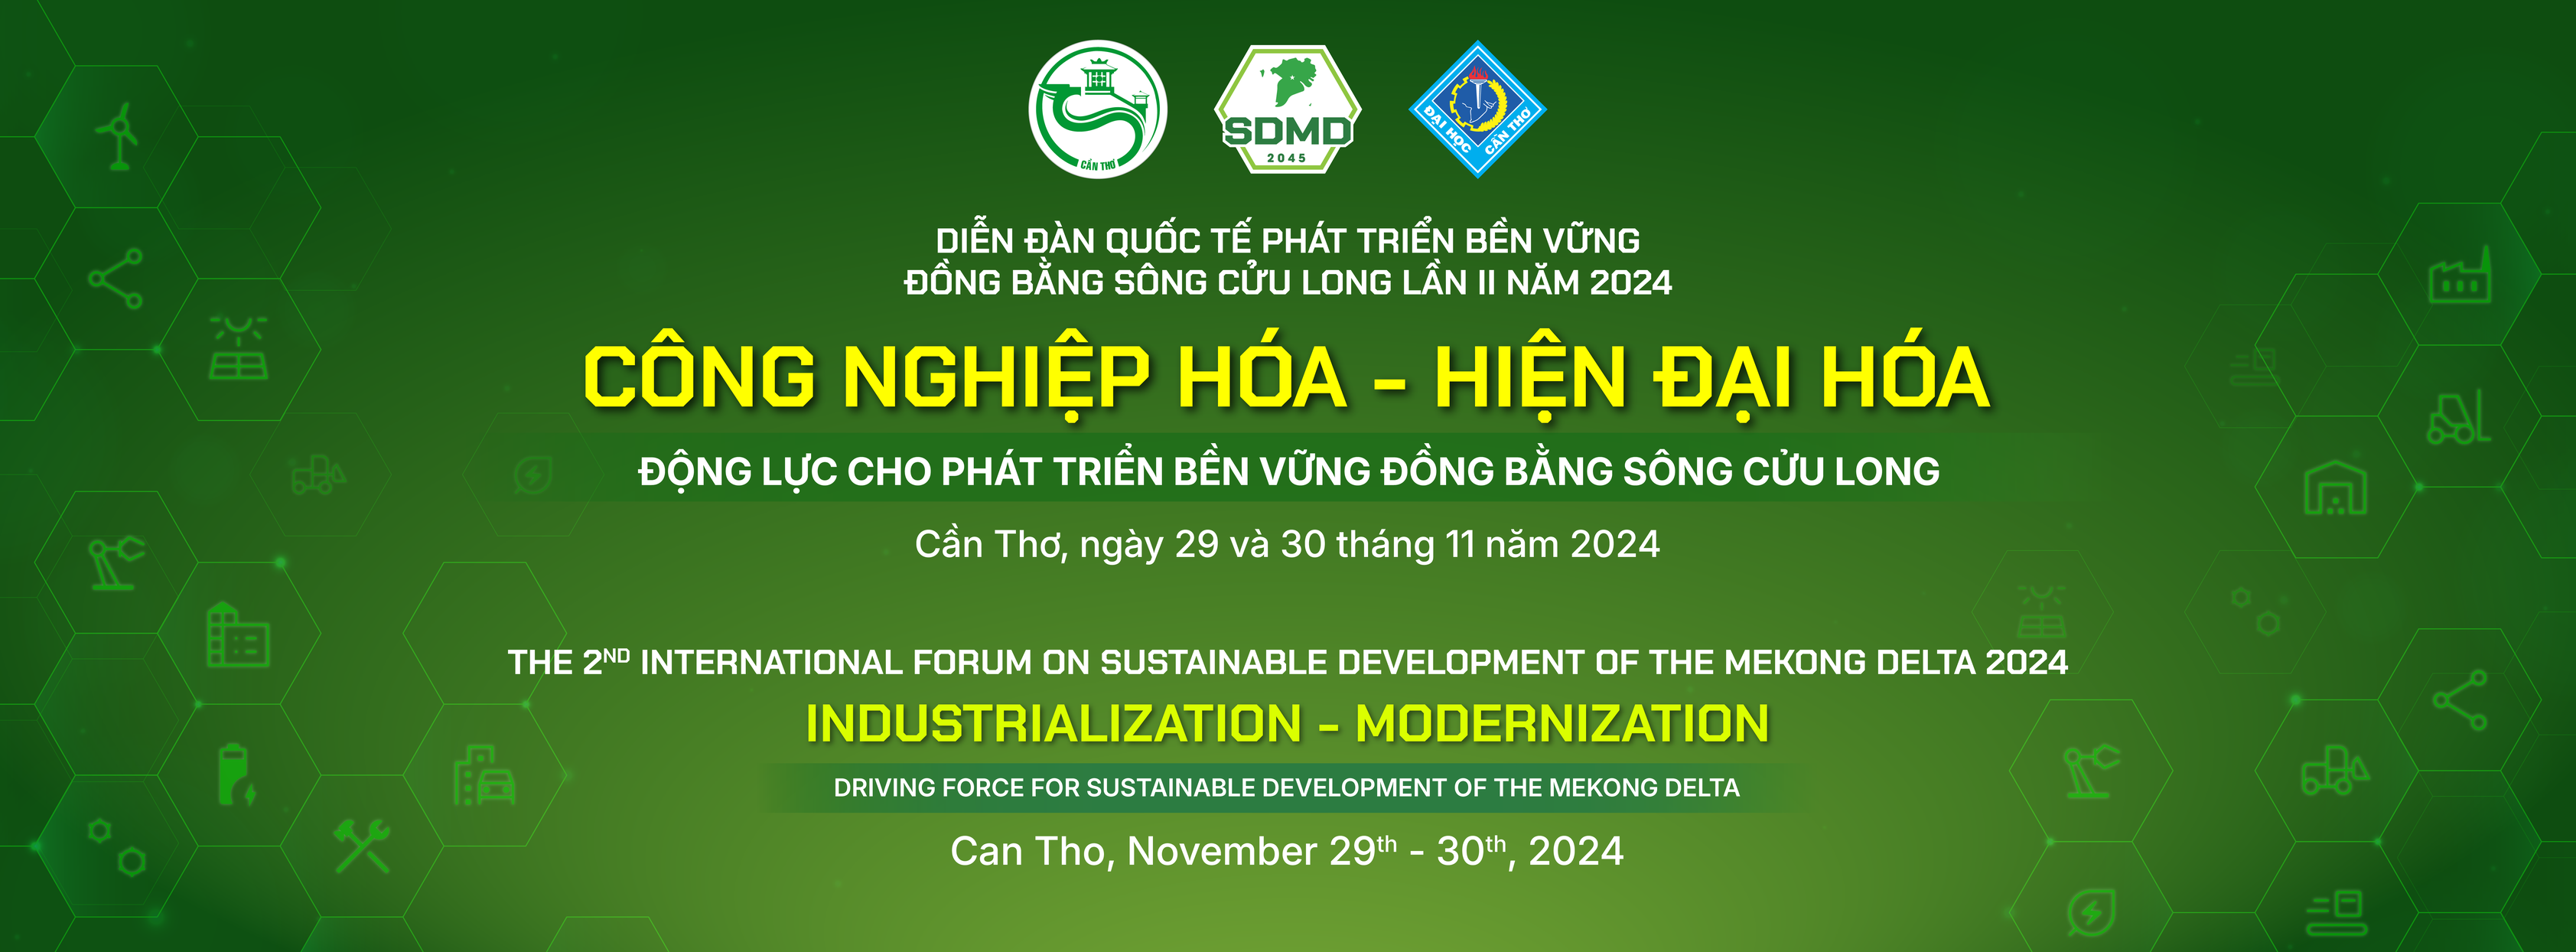 CẦN THƠ
SDMD
2045
ĐẠI HỌC CẦN THƠ
DIỄN ĐÀN QUỐC TẾ PHÁT TRIỂN BỀN VỮNG
ĐỒNG BẰNG SÔNG CỬU LONG LẦN II NĂM 2024
CÔNG NGHIỆP HÓA - HIỆN ĐẠI HÓA
ĐỘNG LỰC CHO PHÁT TRIỂN BỀN VỮNG ĐỒNG BẰNG SÔNG CỬU LONG
Cần Thơ, ngày 29 và 30 tháng 11 năm 2024
THE 2ND INTERNATIONAL FORUM ON SUSTAINABLE DEVELOPMENT OF THE MEKONG DELTA 2024
INDUSTRIALIZATION - MODERNIZATION
DRIVING FORCE FOR SUSTAINABLE DEVELOPMENT OF THE MEKONG DELTA
Can Tho, November 29th - 30th, 2024